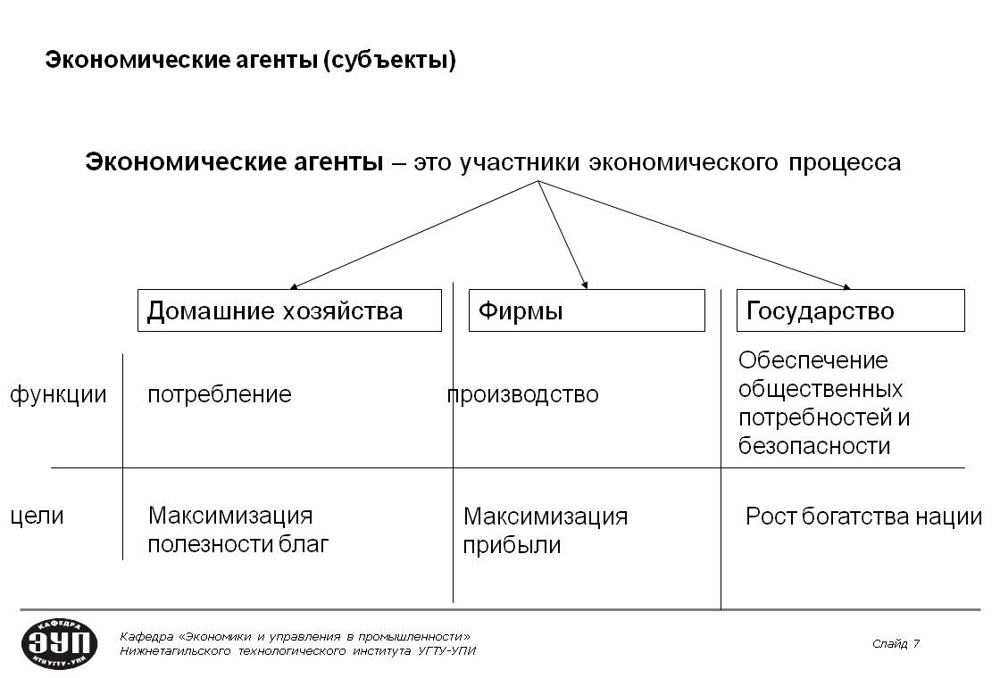 Экономические агенты (субъекты)
Экономические агенты – это участники экономического процесса
Домашние хозяйства
Фирмы
Государство
функции
потребление
производство
Обеспечение
общественных
потребностей и
безопасности
цели
Максимизация
полезности благ
Максимизация
прибыли
Рост богатства нации
КАФЕДРА
ЭУП
НТИ УГТУ-УПИ
Кафедра «Экономики и управления в промышленности»
Нижнетагильского технологического института УГТУ-УПИ
Слайд 7